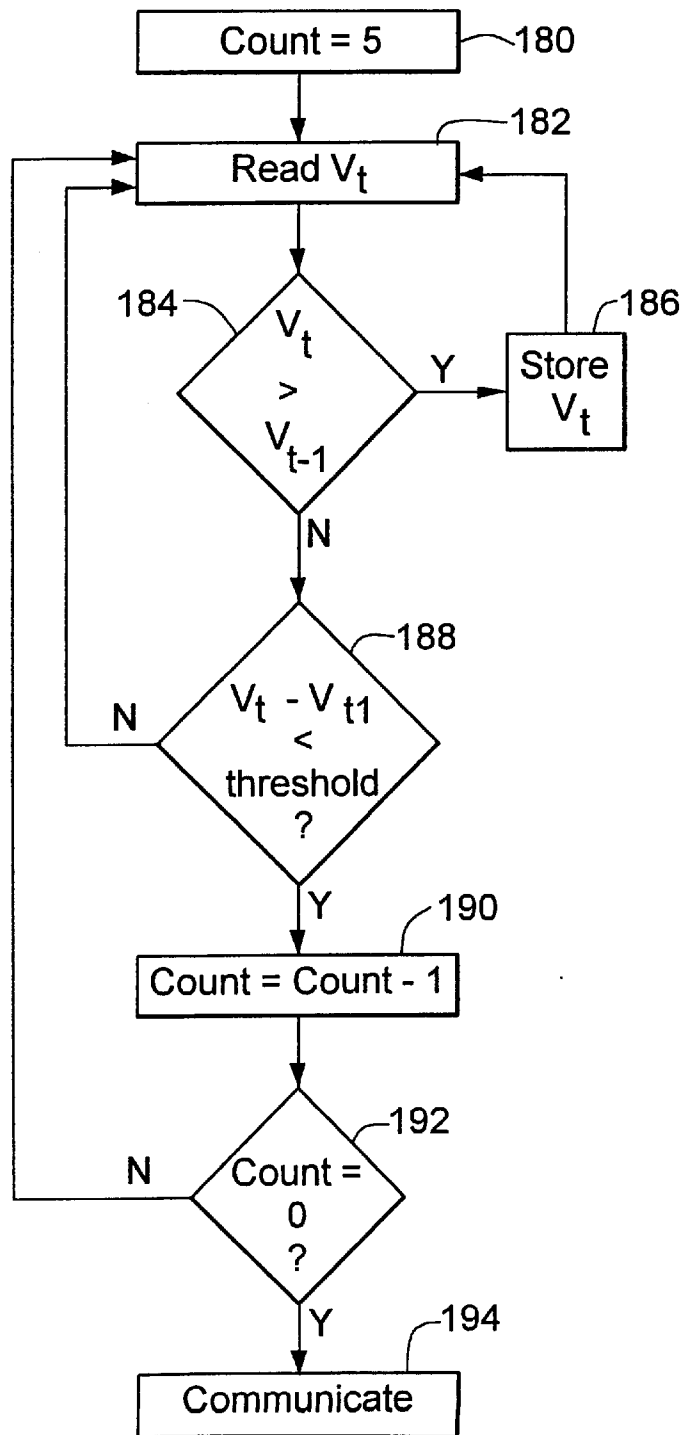 Count = 5
180
182
Read Vt
184
Vt
>
Vt-1
Y
186
Store
Vt
N
188
Vt - Vt1
<
threshold
?
N
Y
190
Count = Count - 1
192
N
Count =
0
?
Y
194
Communicate